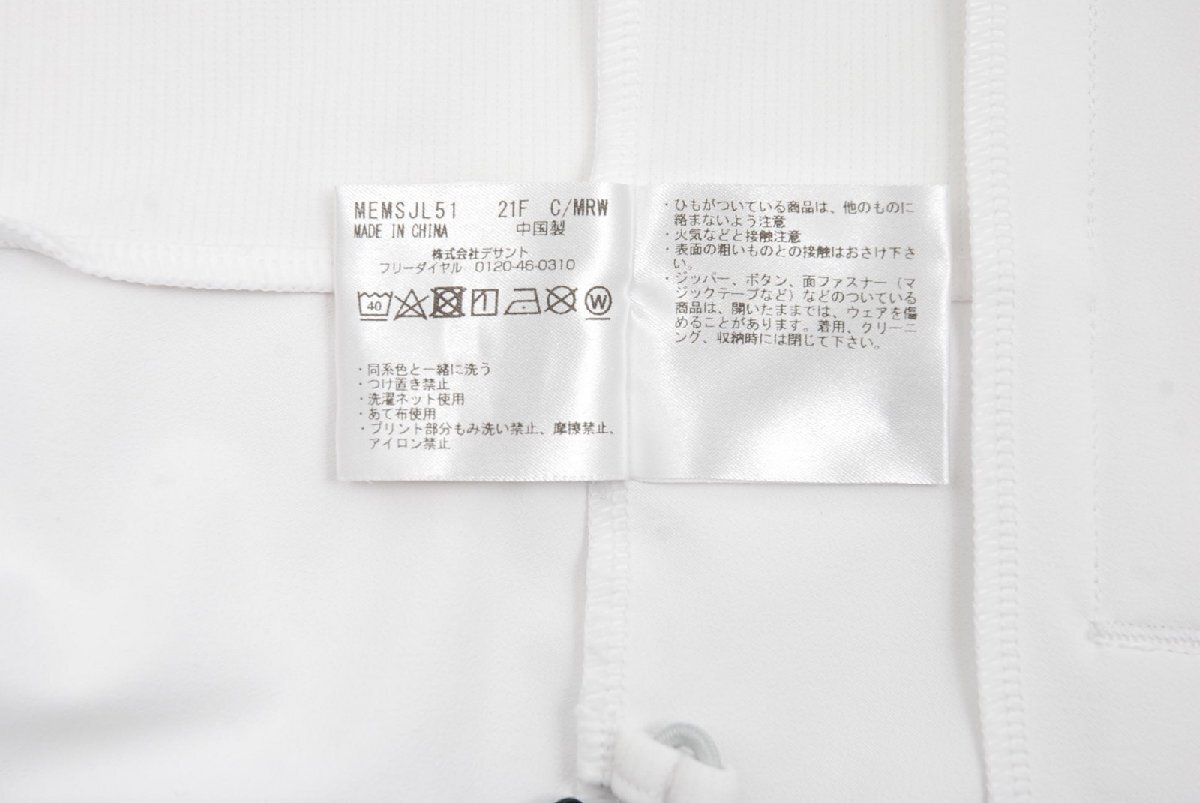 MEMSJL51 21F C/MRW
MADE IN CHINA 中国製
株式会社デサント
フリーダイヤル 0120-46-0310
40 W
・同系色と一緒に洗う
・つけ置き禁止
・洗濯ネット使用
・あて布使用
・プリント部分もみ洗い禁止、摩擦禁止、
アイロン禁止
・ひもがついている商品は、他のものに
絡まないよう注意
・火気などと接触注意
・表面の粗いものとの接触はおさけ下さ
い。
・ジッパー、ボタン、面ファスナー（マ
ジックテープなど）などのついている
商品は、開いたままでは、ウェアを傷
めることがあります。着用、クリーニ
ング、収納時には閉じて下さい。